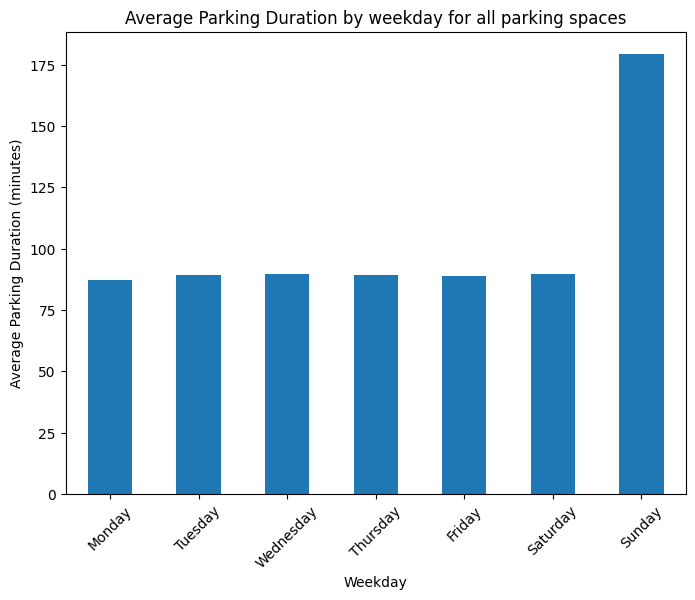 Average Parking Duration by weekday for all parking spaces
Average Parking Duration (minutes)
175
150
125
100
75
50
25
0
Monday
Tuesday
Wednesday
Thursday
Friday
Saturday
Sunday
Weekday